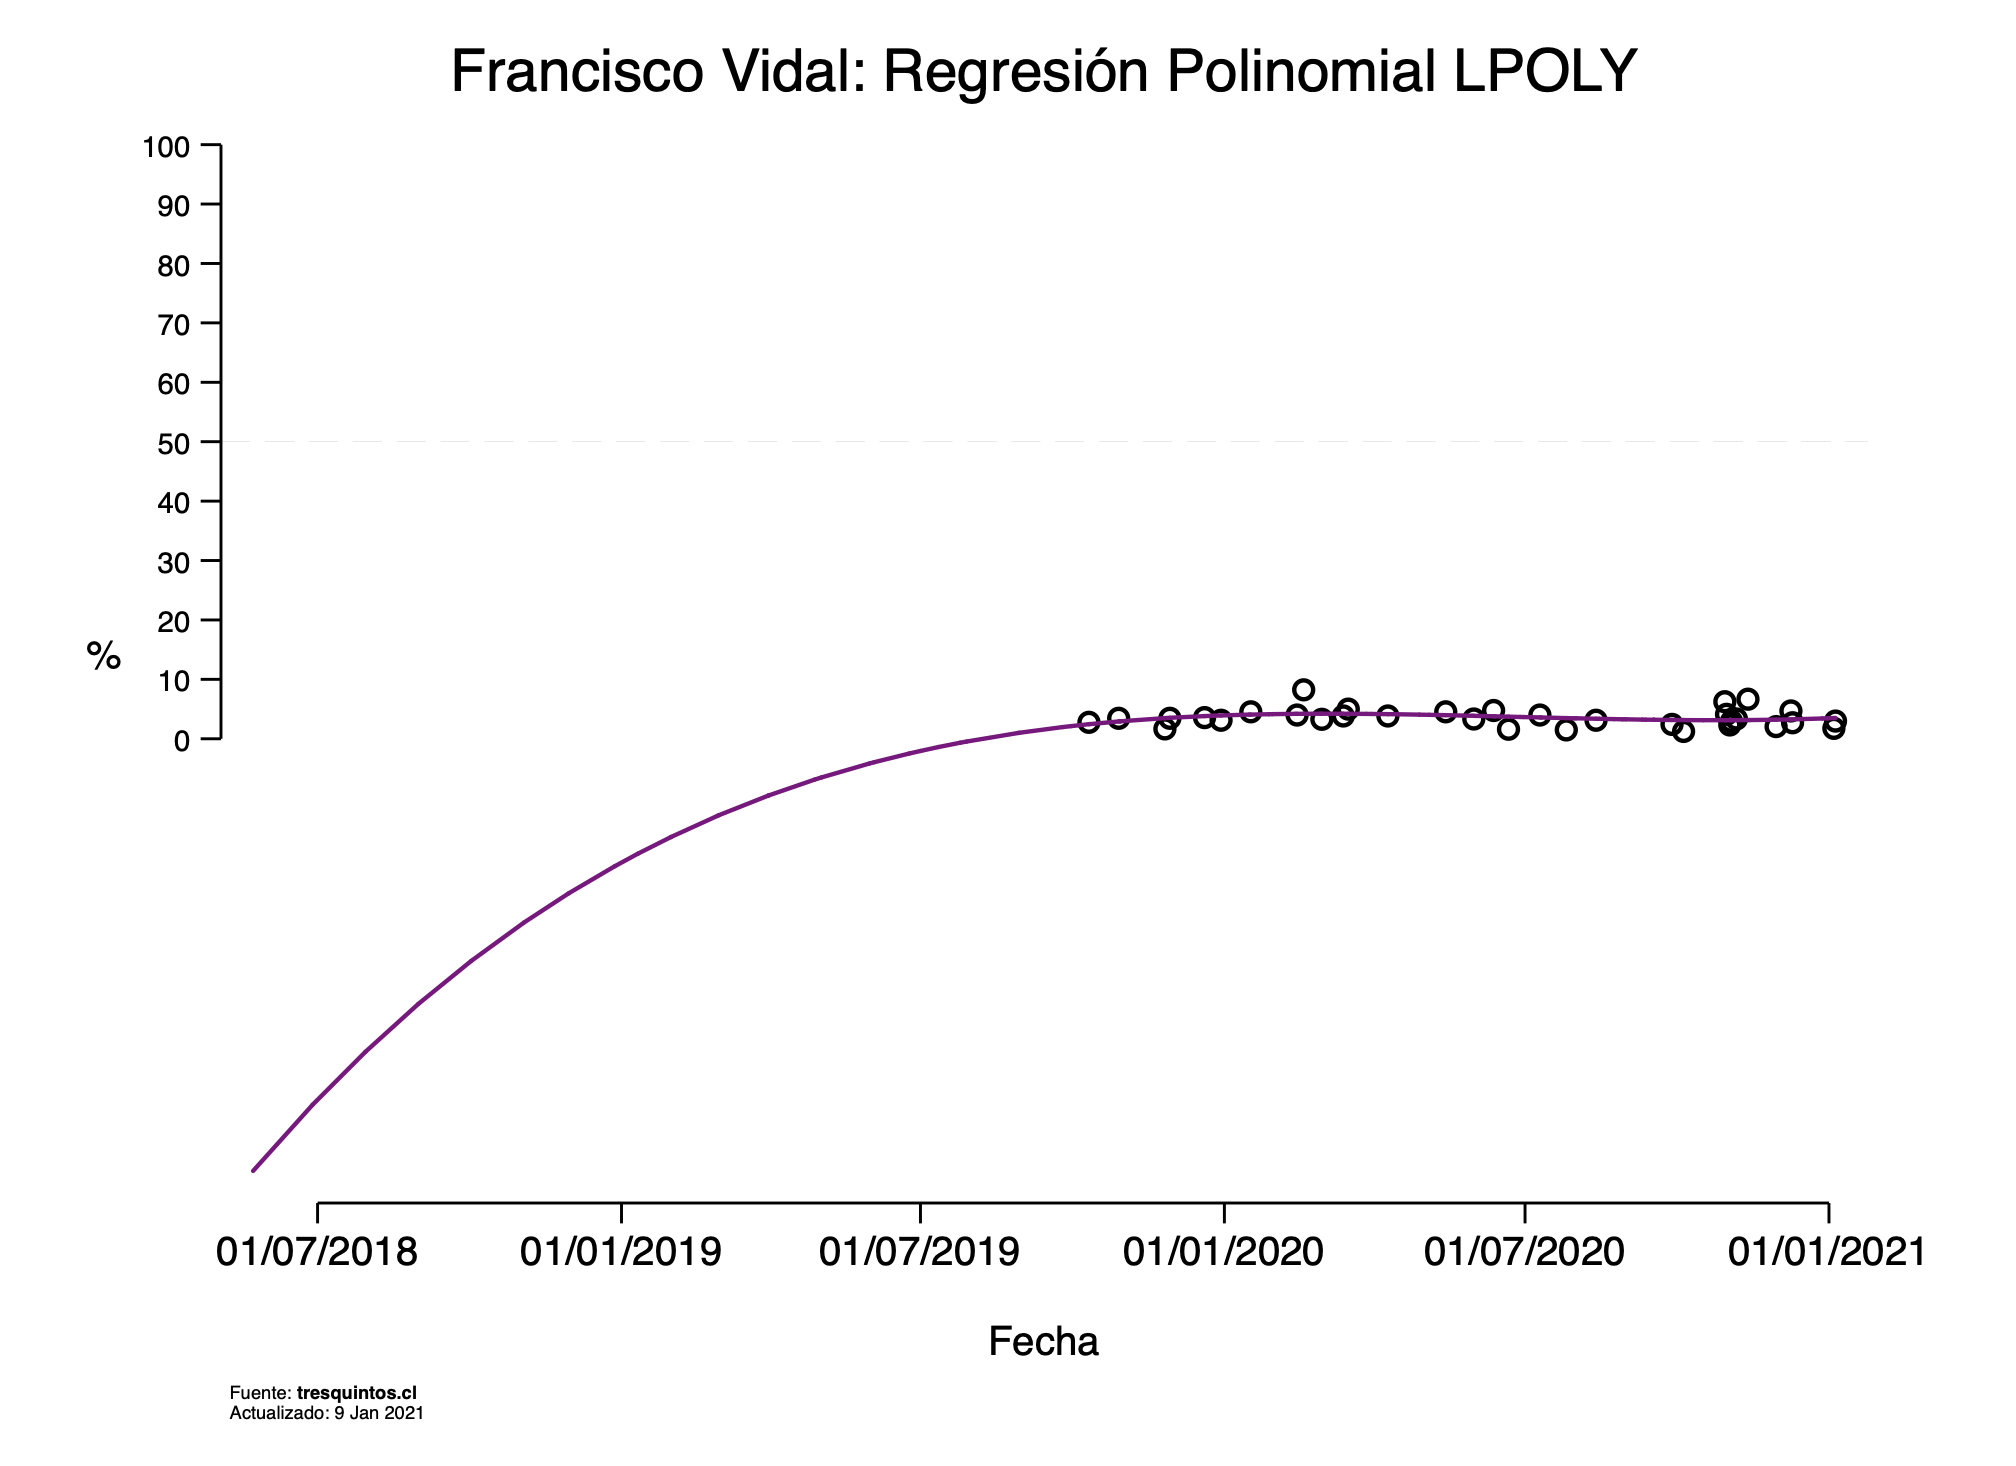 Francisco Vidal: Regresión Polinomial LPOLY
100
90
80
70
60
50
40
30
20
10
0
%
01/07/2018 01/01/2019 01/07/2019 01/01/2020 01/07/2020 01/01/2021
Fecha
Fuente: tresquintos.cl
Actualizado: 9 Jan 2021